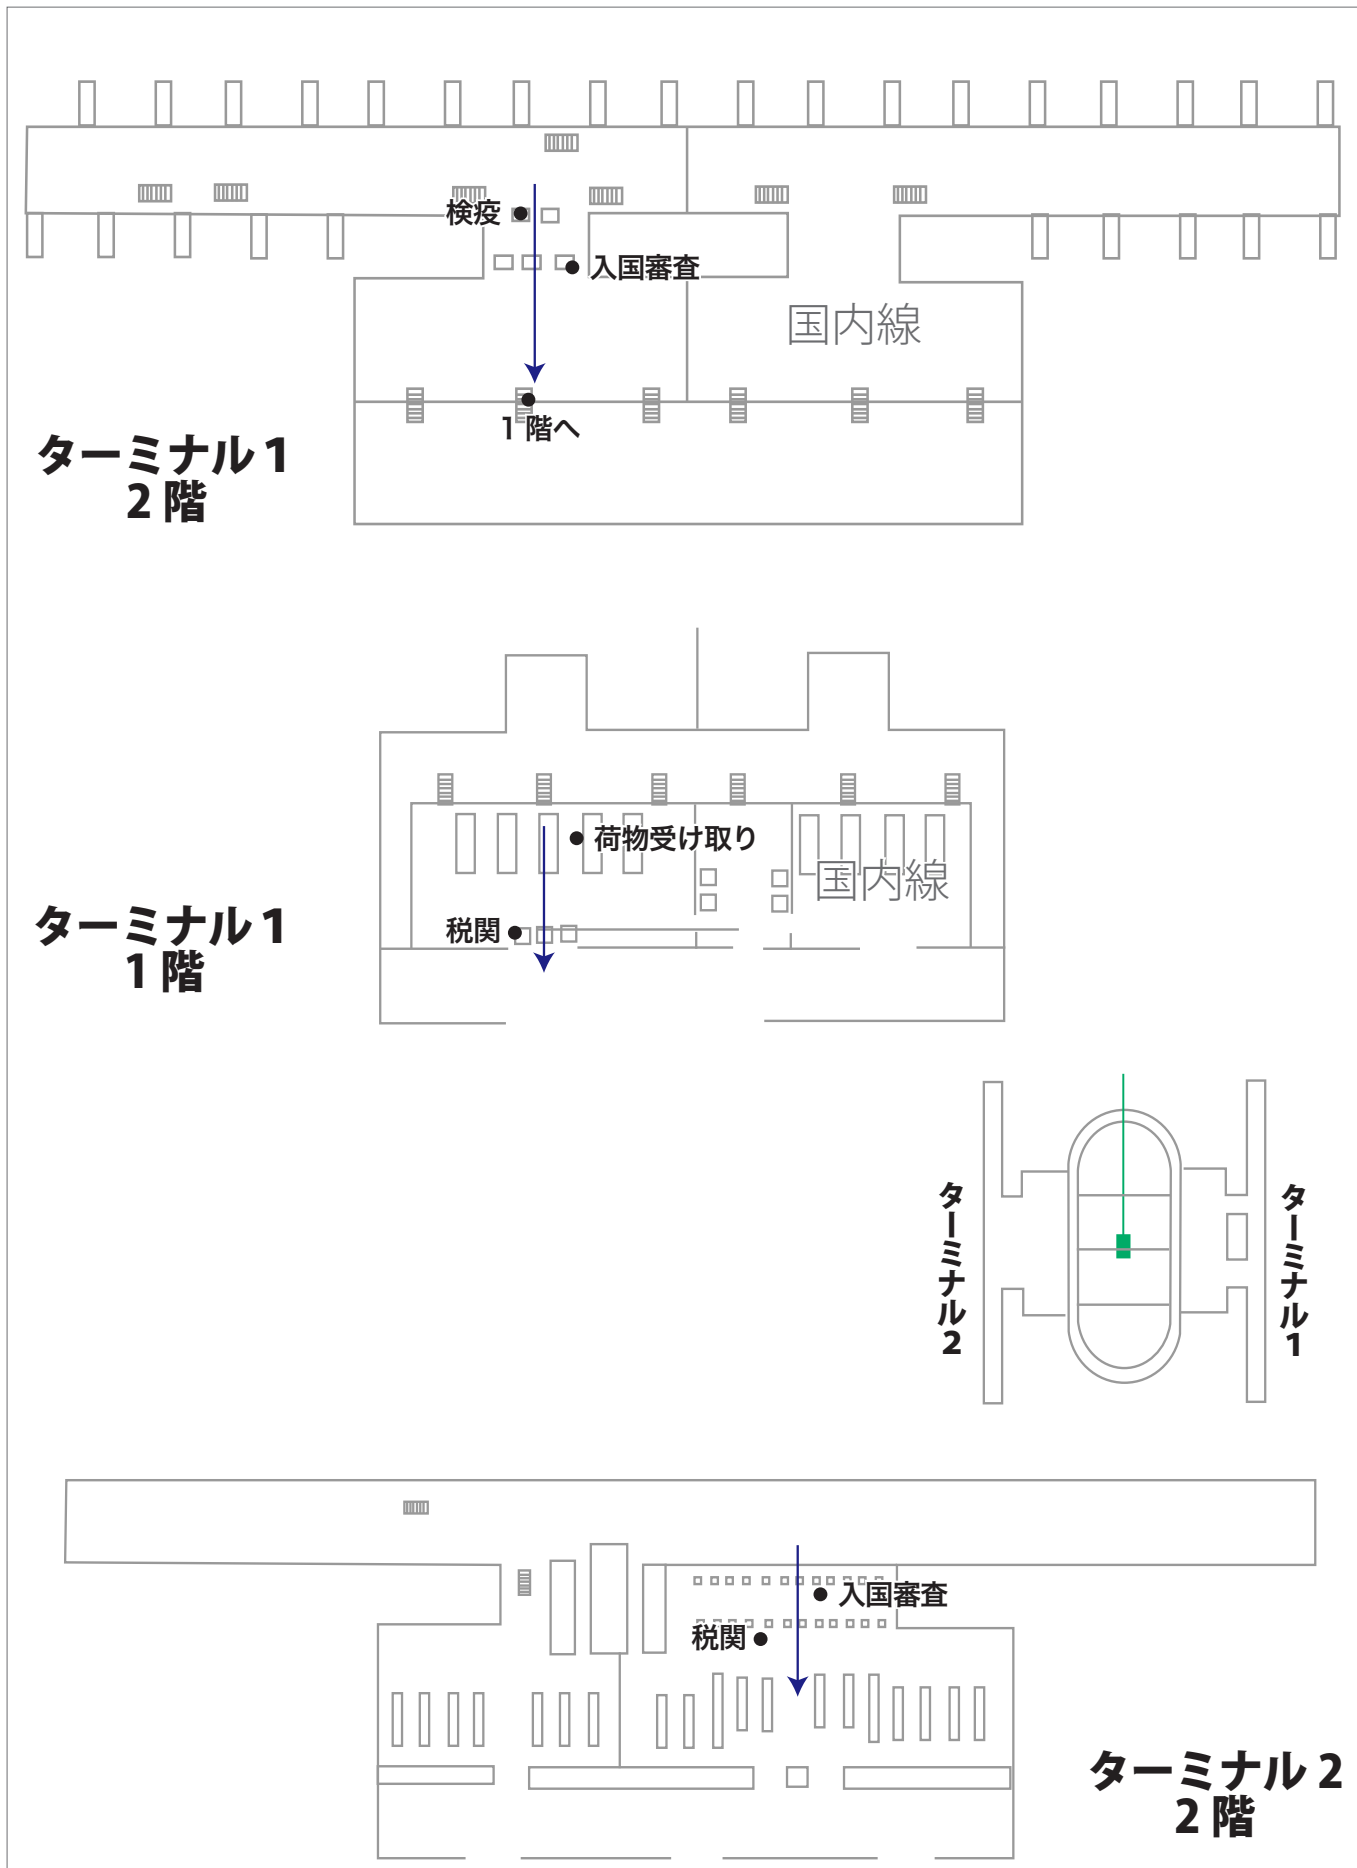 検疫
入国審査
国内線
1階へ
ターミナル1
2階
荷物受け取り
国内線
税関
ターミナル1
1階
ターミナル2
ターミナル1
入国審査
税関
ターミナル2
2階